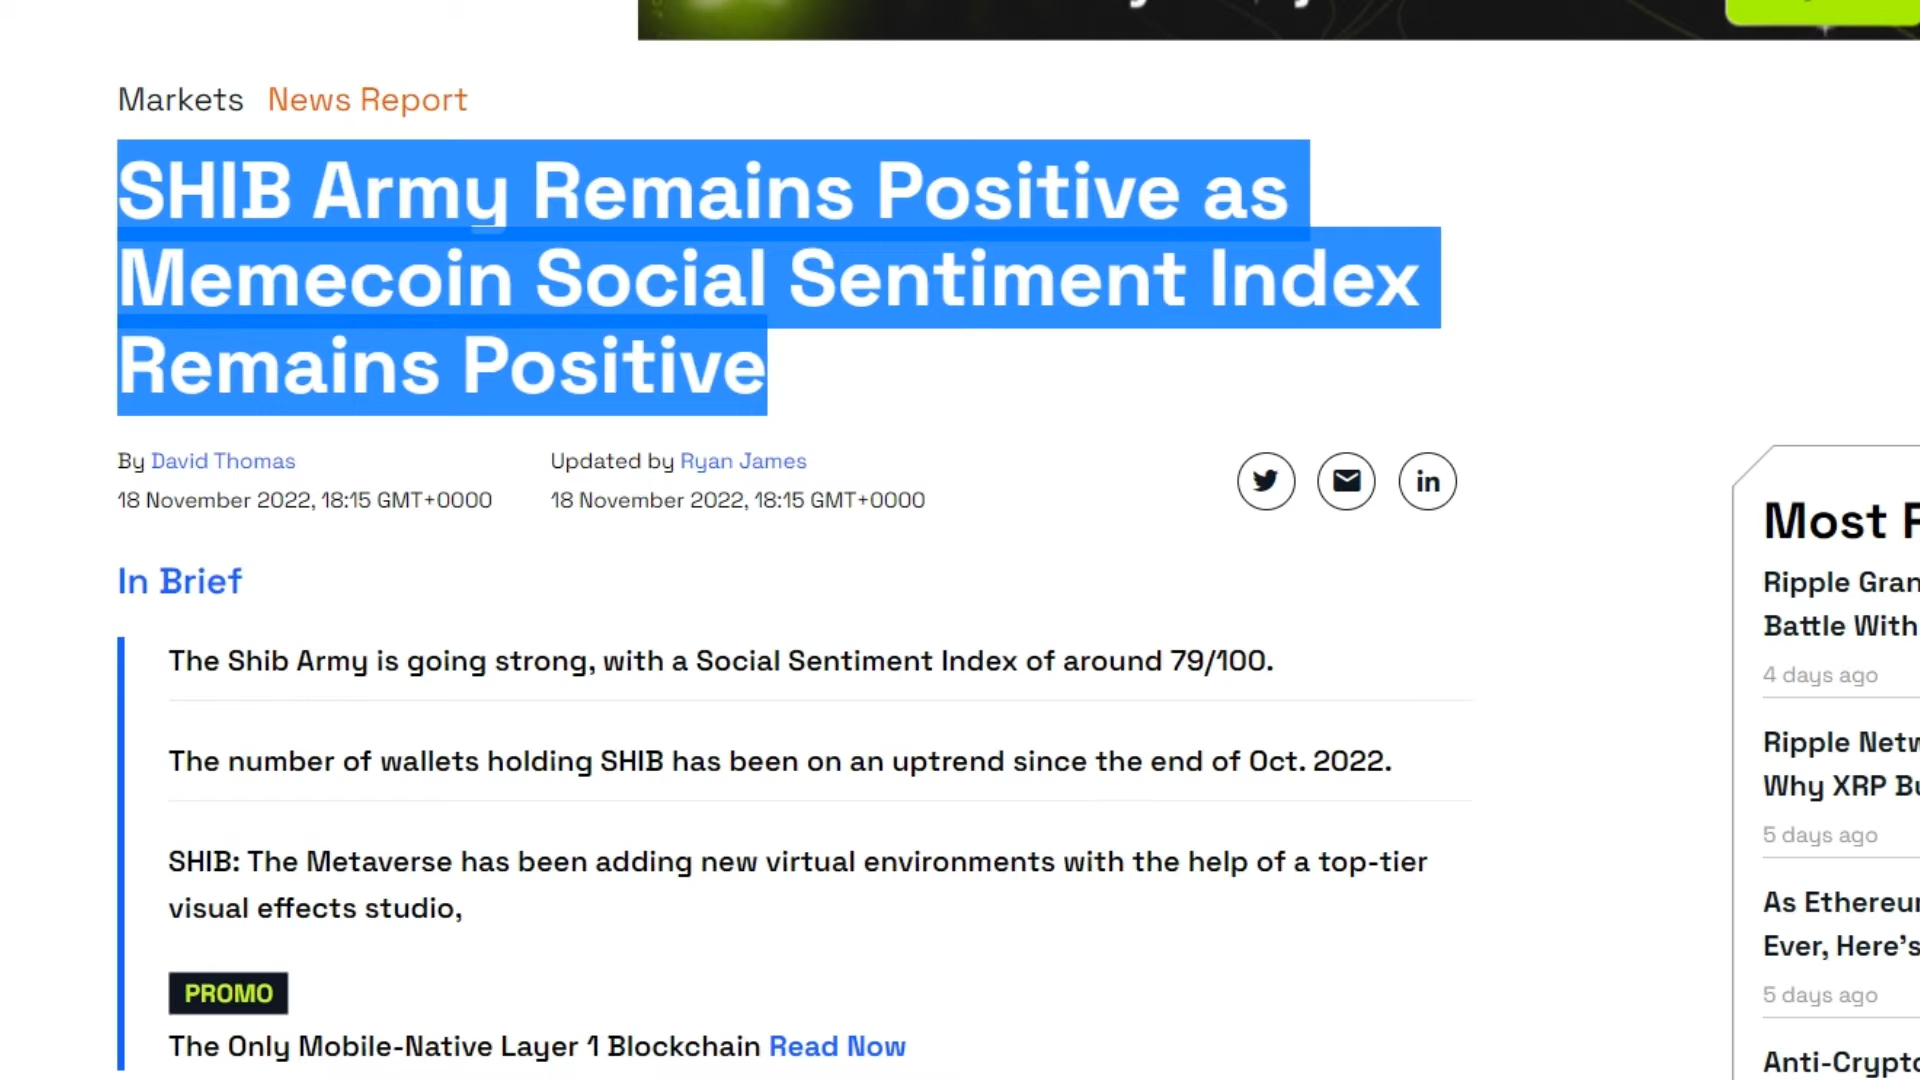 Markets News Report
SHIB Army Remains Positive as
Memecoin Social Sentiment Index
Remains Positive
By David Thomas
18 November 2022, 18:15 GMT+0000
Updated by Ryan James
18 November 2022, 18:15 GMT+0000
in
In Brief
The Shib Army is going strong, with a Social Sentiment Index of around 79/100.
The number of wallets holding SHIB has been on an uptrend since the end of Oct. 2022.
SHIB: The Metaverse has been adding new virtual environments with the help of a top-tier
visual effects studio,
PROMO
The Only Mobile-Native Layer 1 Blockchain Read Now
Most
Ripple
Battle With
4 days ago
Ripple
Why XRP
5 days ago
As
Ever, Here's
5 days ago